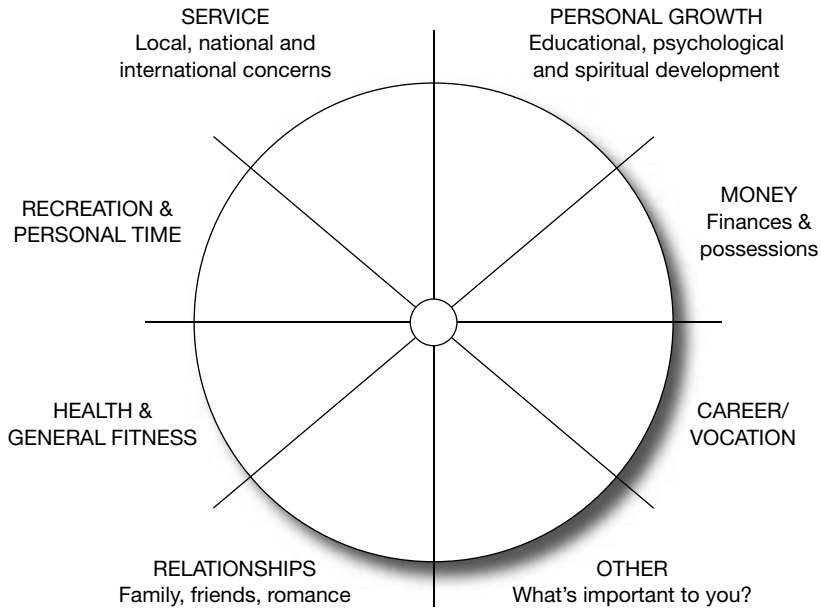 SERVICE
Local, national and
international concerns
PERSONAL GROWTH
Educational, psychological
and spiritual development
RECREATION &
PERSONAL TIME
MONEY
Finances &
possessions
HEALTH &
GENERAL FITNESS
CAREER/
VOCATION
RELATIONSHIPS
Family, friends, romance
OTHER
What’s important to you?